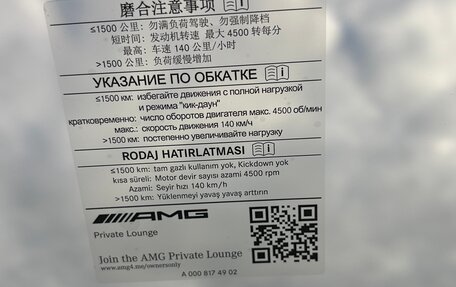 磨合注意事项
≤1500 公里: 勿满负荷驾驶、勿强制降档
短时间: 发动机转速 最大 4500 转每分
最高: 车速 140 公里/小时
>1500 公里: 负荷缓慢增加
УКАЗАНИЕ ПО ОБКАТКЕ
≤1500 км: избегайте движения с полной нагрузкой
и режима "кик-даун"
кратковременно: число оборотов двигателя макс. 4500 об/мин
макс.: скорость движения 140 км/ч
>1500 км: постепенно увеличивайте нагрузку
RODAJ HATIRLATMASI
≤1500 km: tam gazlı kullanım yok, Kickdown yok
kısa süreli: Motor devir sayısı azami 4500 rpm
Azami: Seyir hızı 140 km/h
>1500 km: Yüklenmeyi yavaş yavaş arttırın
AMG
Private Lounge
Join the AMG Private Lounge
www.amg4.me/ownersonly
A 000 817 49 02